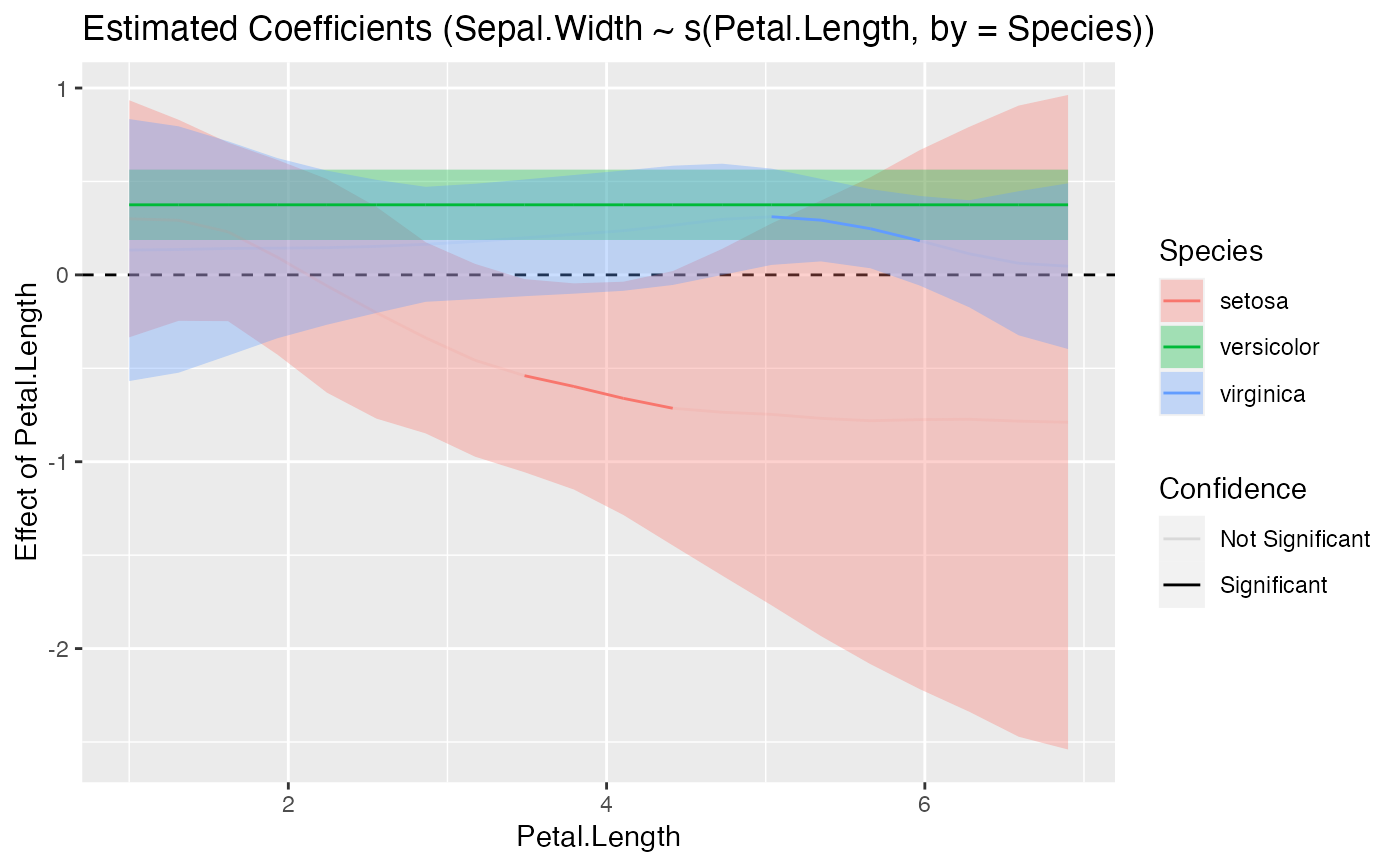 Estimated Coefficients (Sepal.Width ~ s(Petal.Length, by = Species))
Effect of Petal.Length
1
0
-1
-2
2
4
6
Petal.Length
Species
setosa
versicolor
virginica
Confidence
Not Significant
Significant